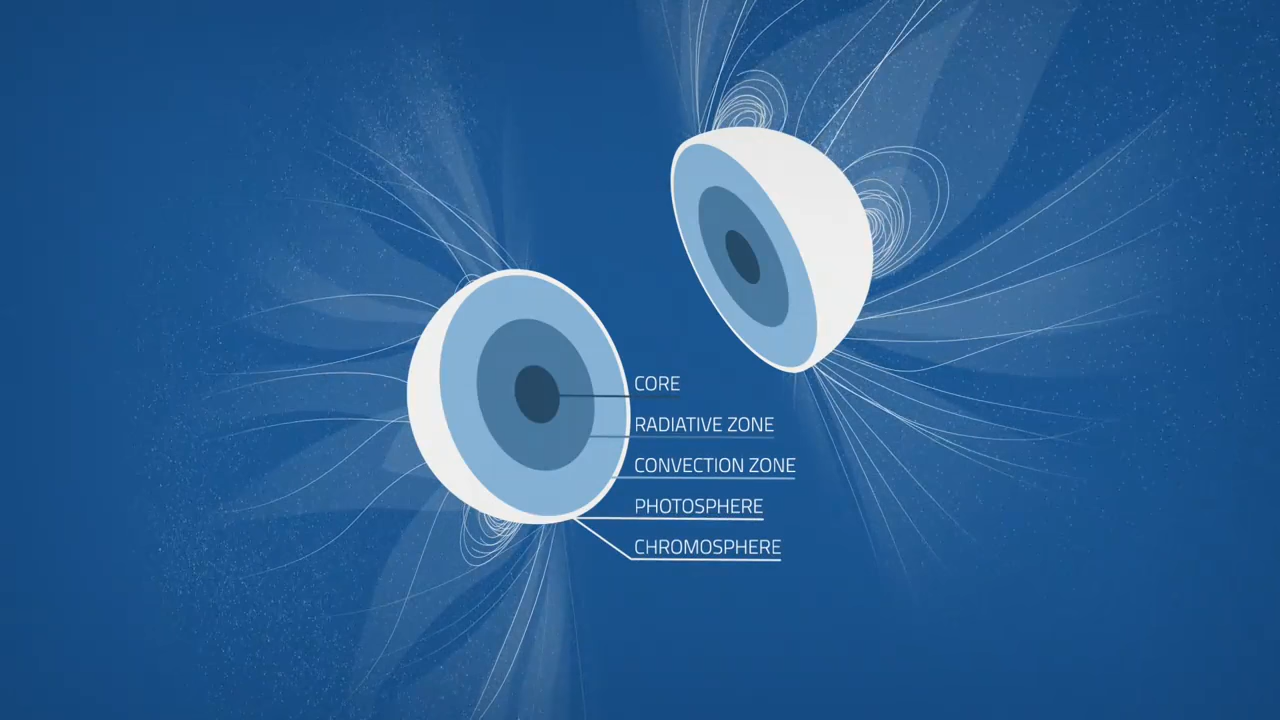 CORE
RADIATIVE ZONE
CONVECTION ZONE
PHOTOSPHERE
CHROMOSPHERE